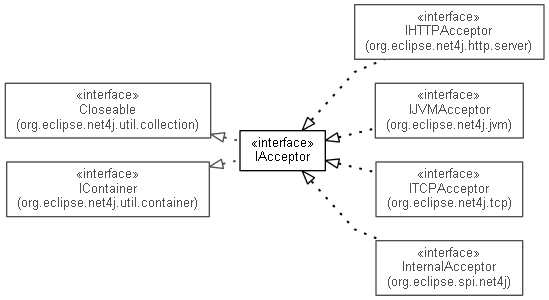 «interface»
IHTTPAcceptor
(org.eclipse.net4j.http.server)
«interface»
Closeable
(org.eclipse.net4j.util.collection)
«interface»
IJVMAcceptor
(org.eclipse.net4j.jvm)
«interface»
IAcceptor
«interface»
IContainer
(org.eclipse.net4j.util.container)
«interface»
ITCPAcceptor
(org.eclipse.net4j.tcp)
«interface»
InternalAcceptor
(org.eclipse.spi.net4j)